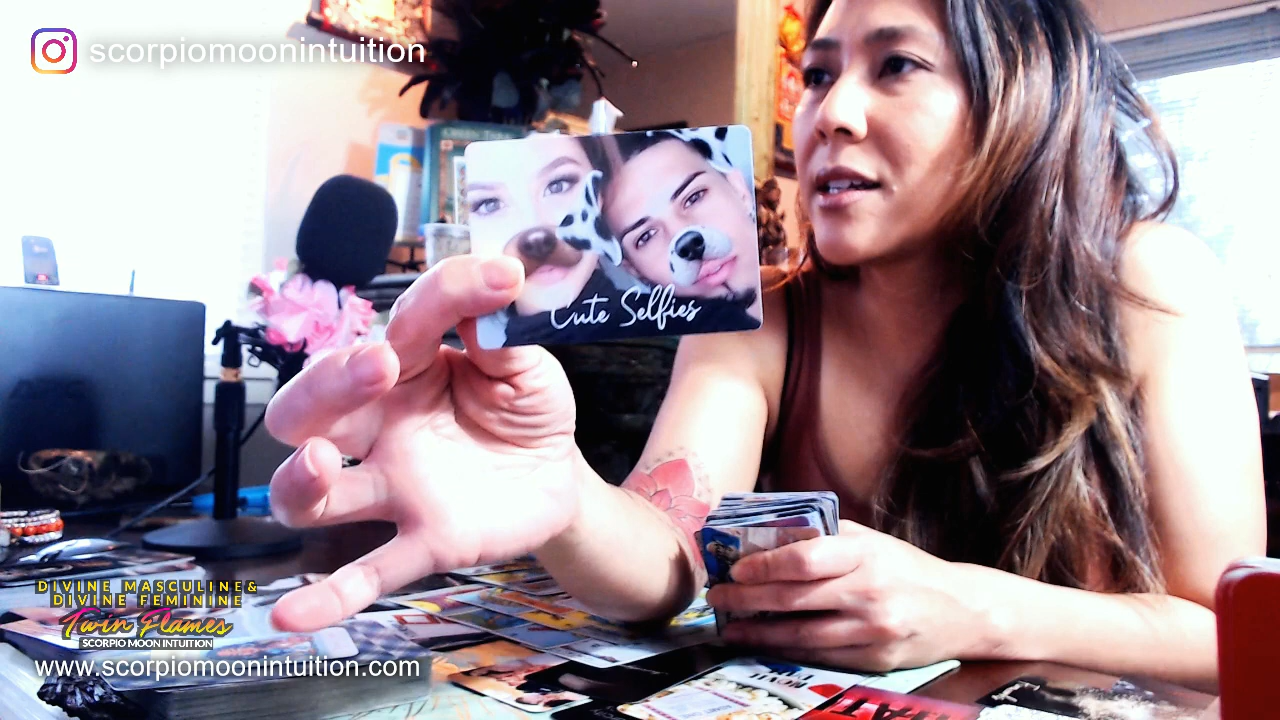 scorpiomoonintuition
Cute Selfies
DIVINE MASCULINE&
DIVINE FEMININE
Twin Flames
SCORPIO MOON INTUITION
www.scorpiomoonintuition.com